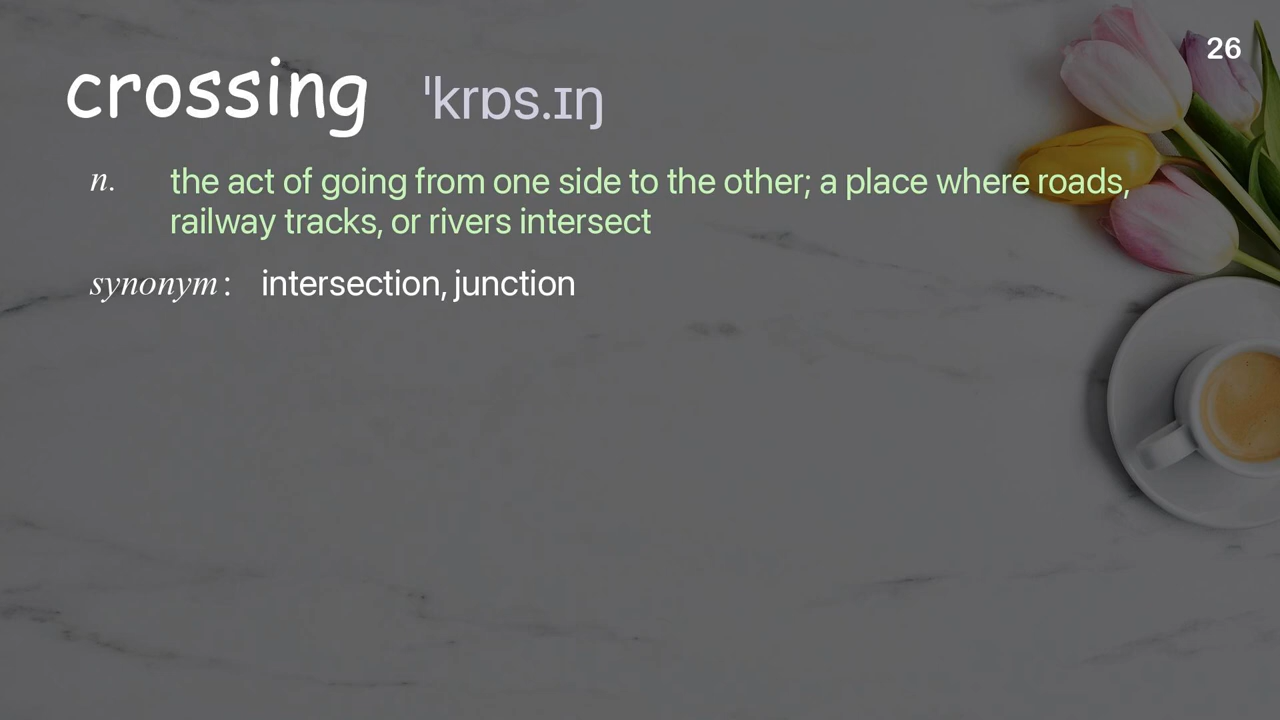 26
crossing ˈkrɒs.ɪŋ
n. the act of going from one side to the other; a place where roads,
railway tracks, or rivers intersect
synonym: intersection, junction